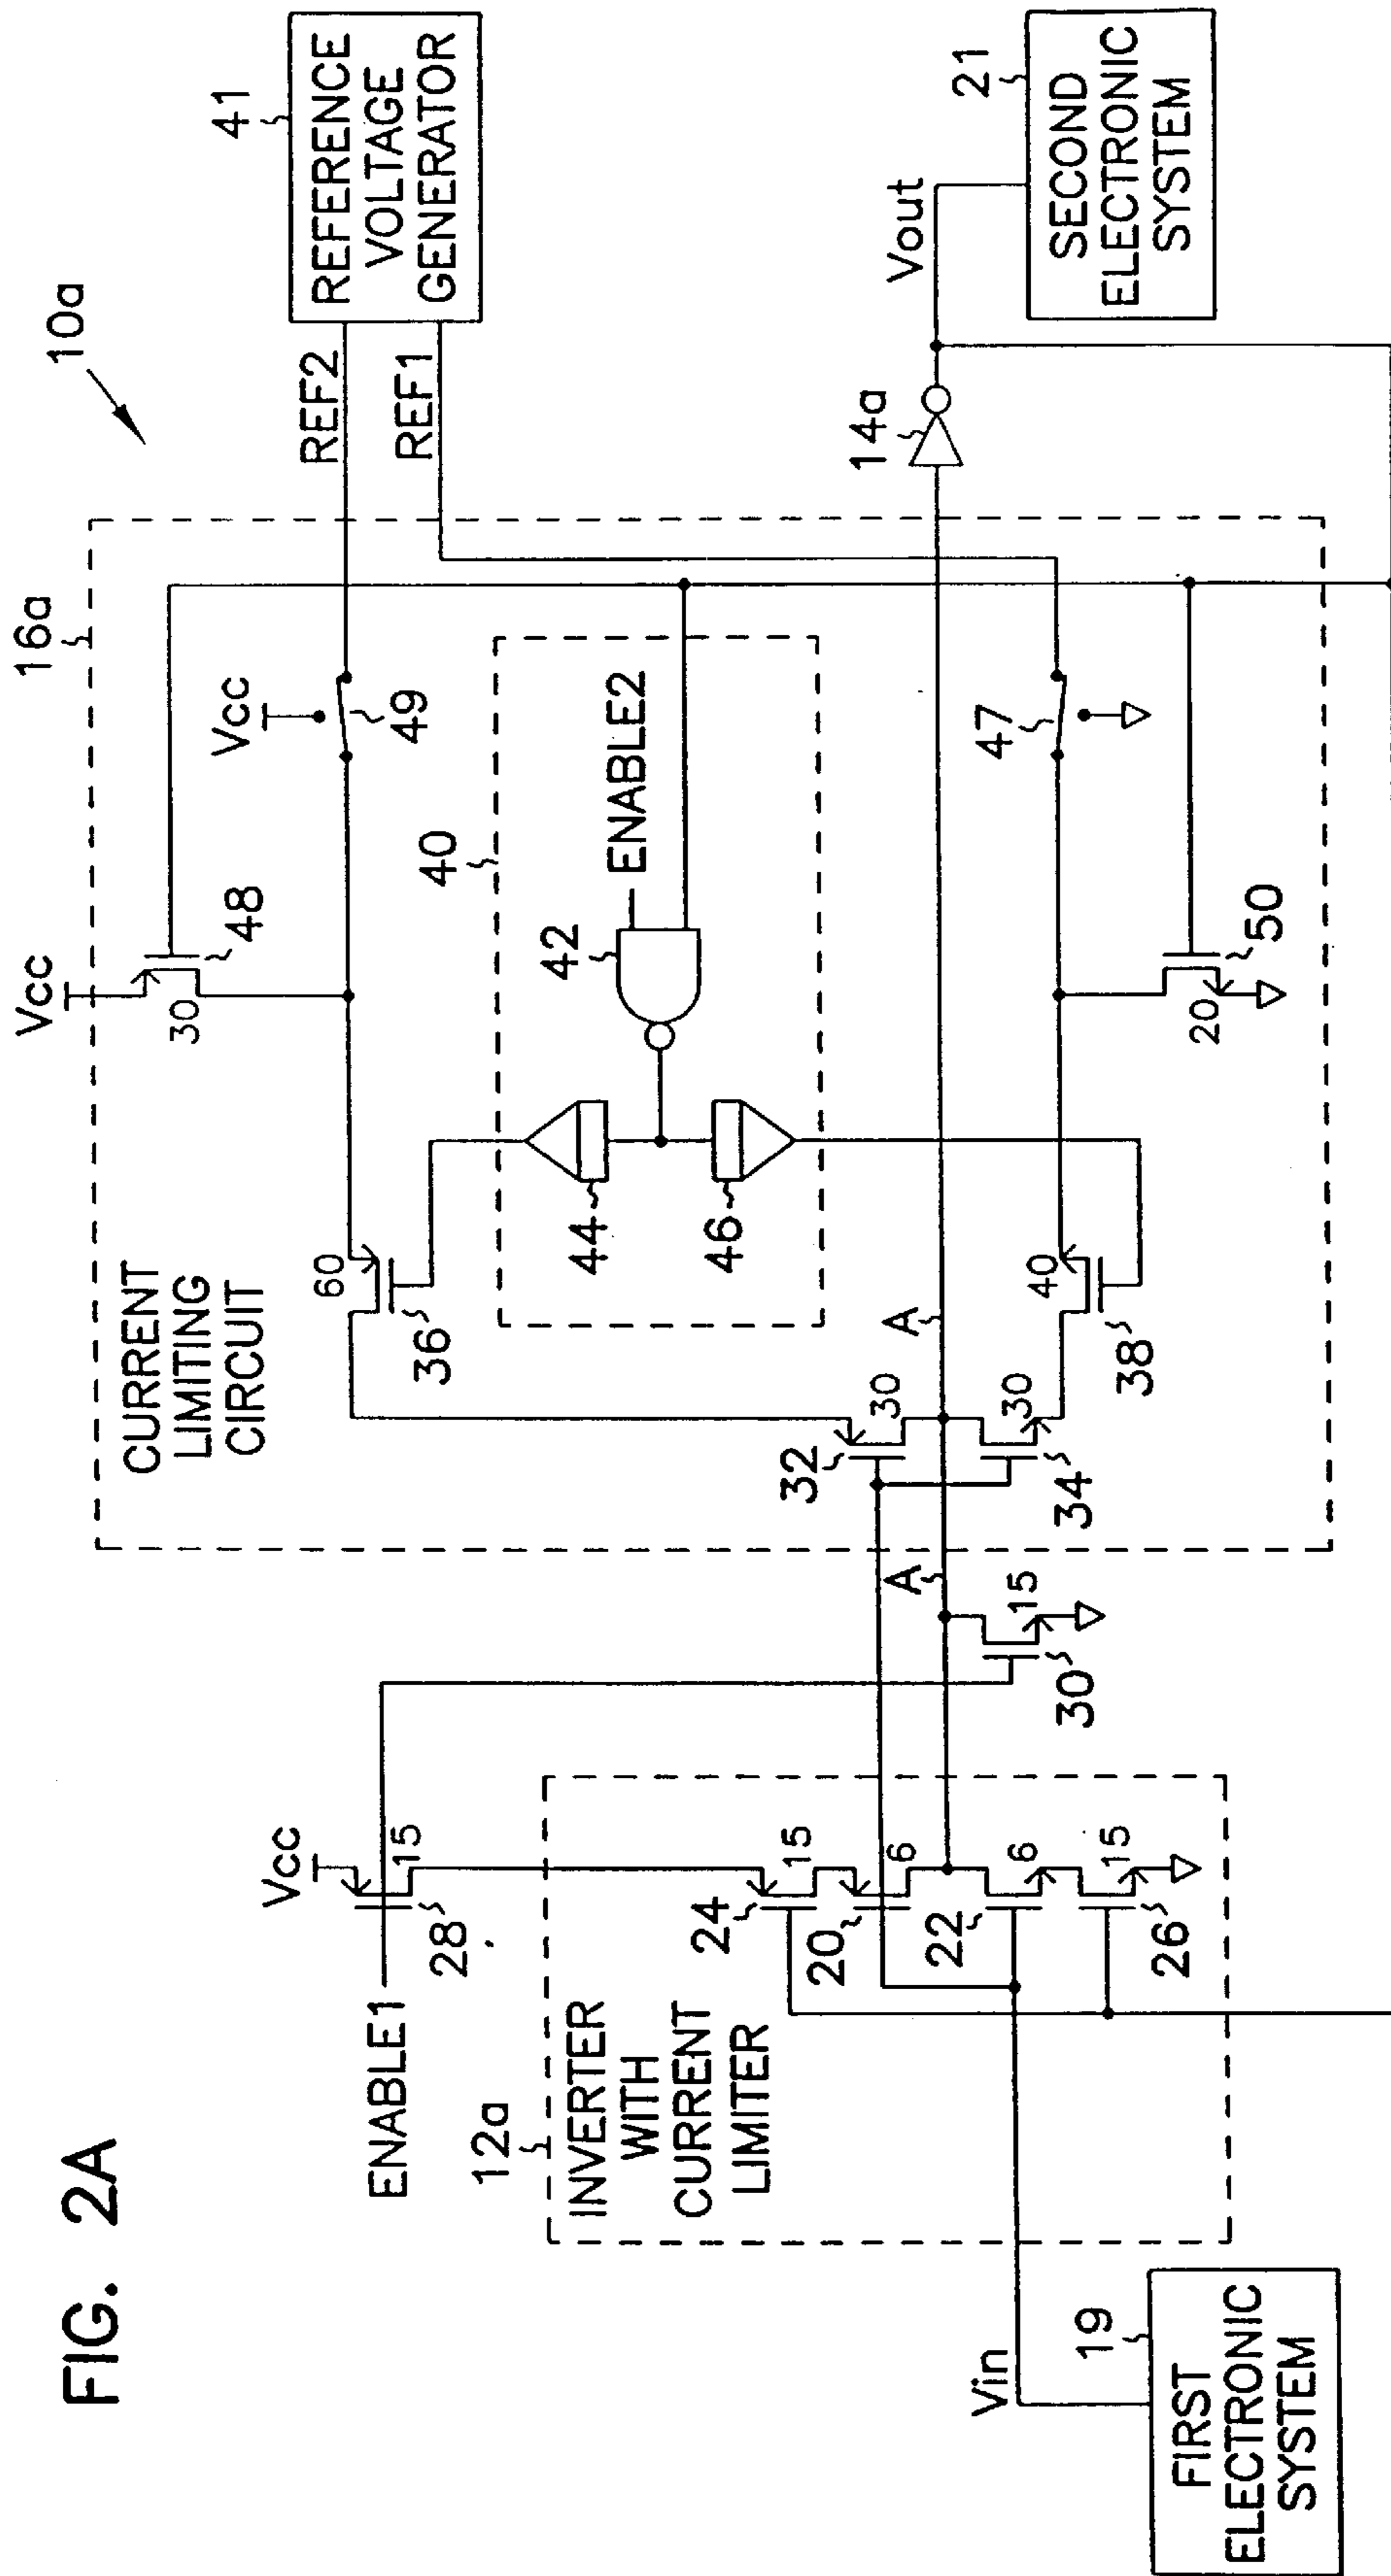 FIG. 2A
10a
16a
CURRENT
LIMITING
CIRCUIT
Vcc
30
48
Vcc
49
REF2
REF1
41
REFERENCE
VOLTAGE
GENERATOR
60
36
40
44
46
42
ENABLE2
ENABLE1
Vcc
15
28
12a
INVERTER
WITH
CURRENT
LIMITER
24
15
20
6
22
6
26
15
30
15
A
32
30
34
30
A
38
40
47
20
50
14a
Vout
21
SECOND
ELECTRONIC
SYSTEM
Vin
19
FIRST
ELECTRONIC
SYSTEM